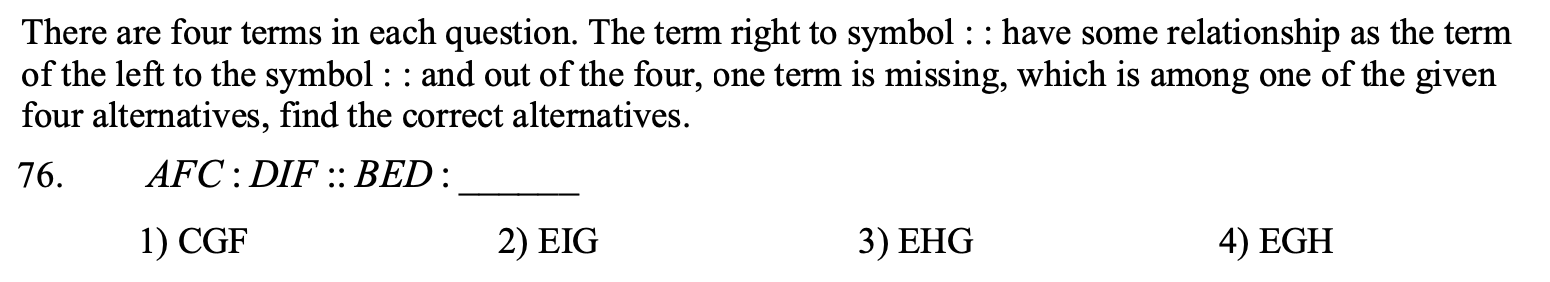 There are four terms in each question. The term right to symbol : : have some relationship as the term
of the left to the symbol : : and out of the four, one term is missing, which is among one of the given
four alternatives, find the correct alternatives.
76. AFC : DIF :: BED : ______
1) CGF 2) EIG 3) EHG 4) EGH